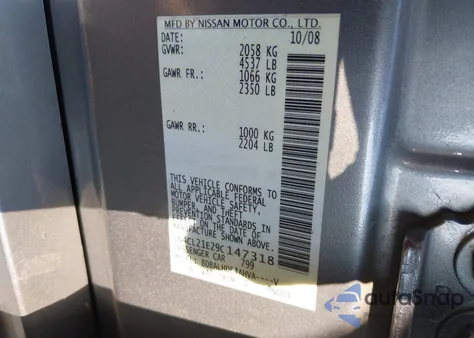 MFD BY NISSAN MOTOR CO., LTD.
DATE: 10/08
GVWR: 2058 KG
4537 LB
GAWR FR.: 1066 KG
2350 LB
GAWR RR.: 1000 KG
2204 LB
THIS VEHICLE CONFORMS TO
ALL APPLICABLE FEDERAL
MOTOR VEHICLE SAFETY,
BUMPER, AND THEFT
PREVENTION STANDARDS IN
EFFECT ON THE DATE OF
MANUFACTURE SHOWN ABOVE.
CL21E29C147318
PASSENGER CAR 799
autoSnap